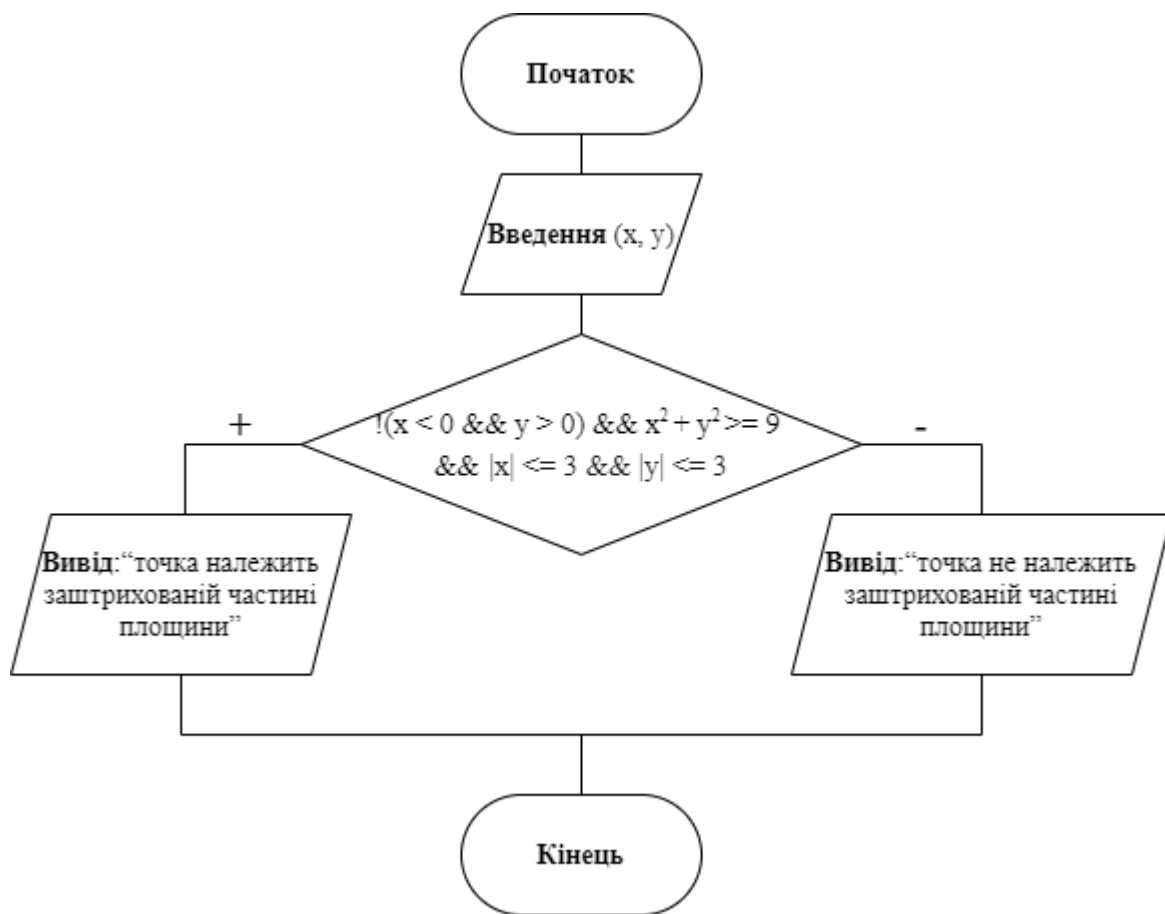 Початок
Введення (x, y)
+
!(x < 0 && y > 0) && x² + y² >= 9
&& |x| <= 3 && |y| <= 3
-
Вивід:“точка належить
заштрихованій частині
площини”
Вивід:“точка не належить
заштрихованій частині
площини”
Кінець